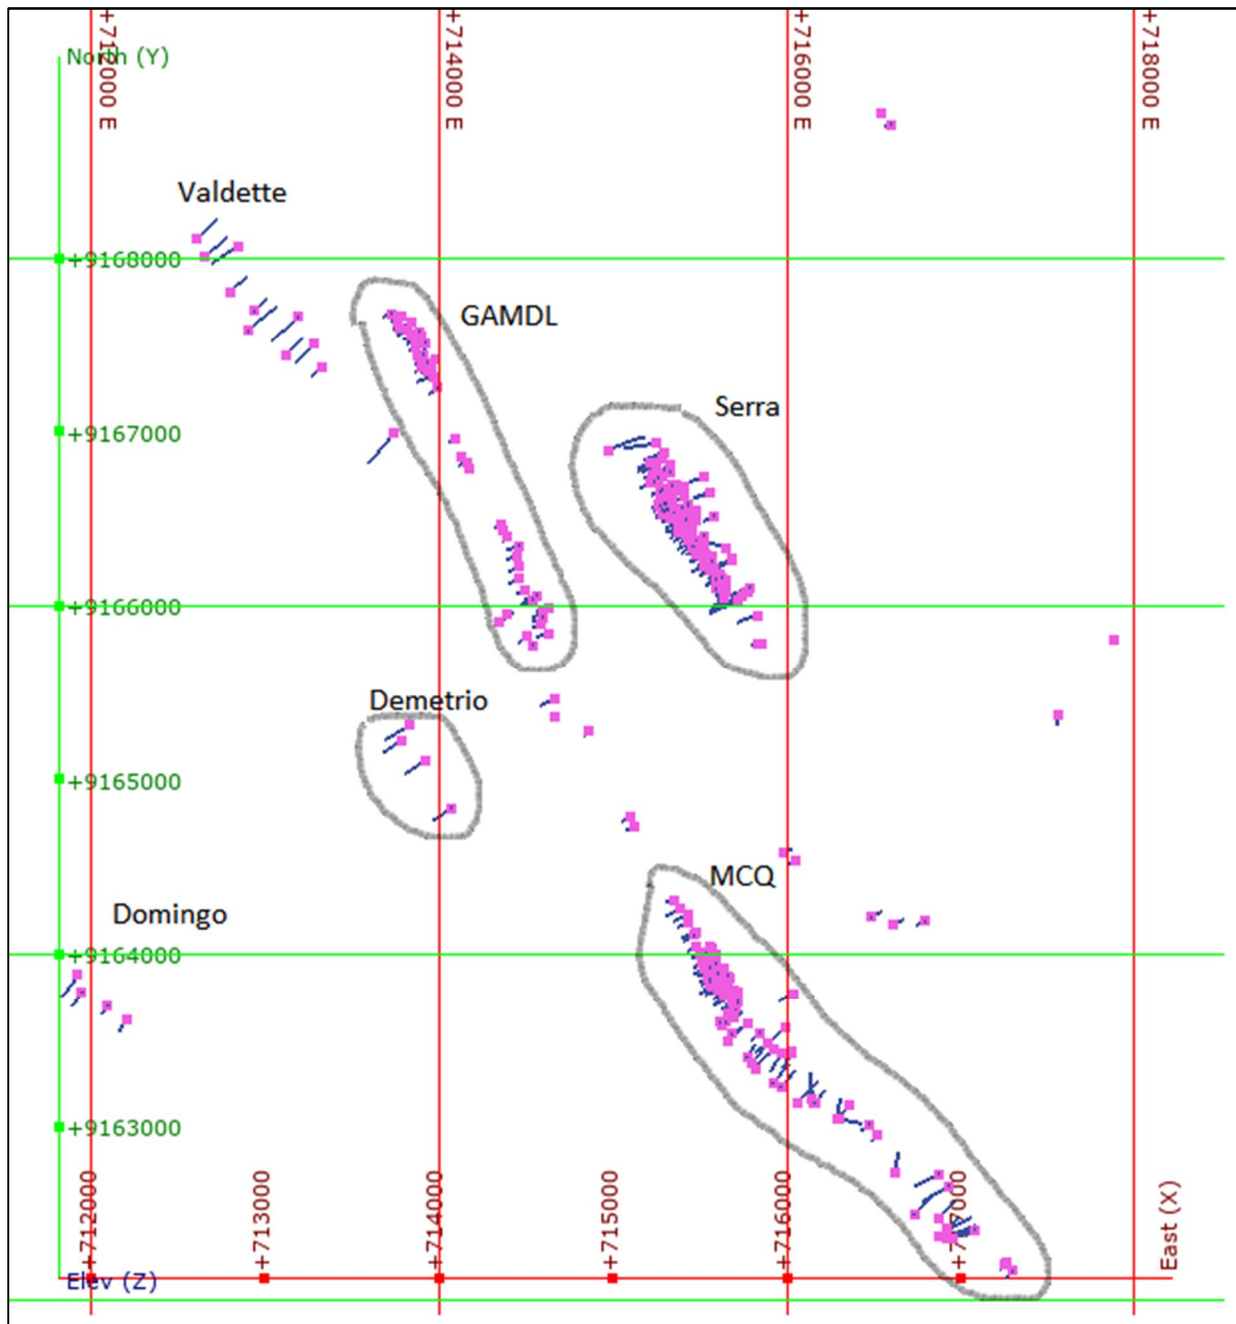 +712000 E
+714000 E
+716000 E
+718000 E
North (Y)
Valdette
+9168000
GAMDL
Serra
+9167000
+9166000
Demetrio
+9165000
MCQ
Domingo
+9164000
+9163000
+712000
+713000
+714000
+715000
+716000
+717000
East (X)
Elev (Z)